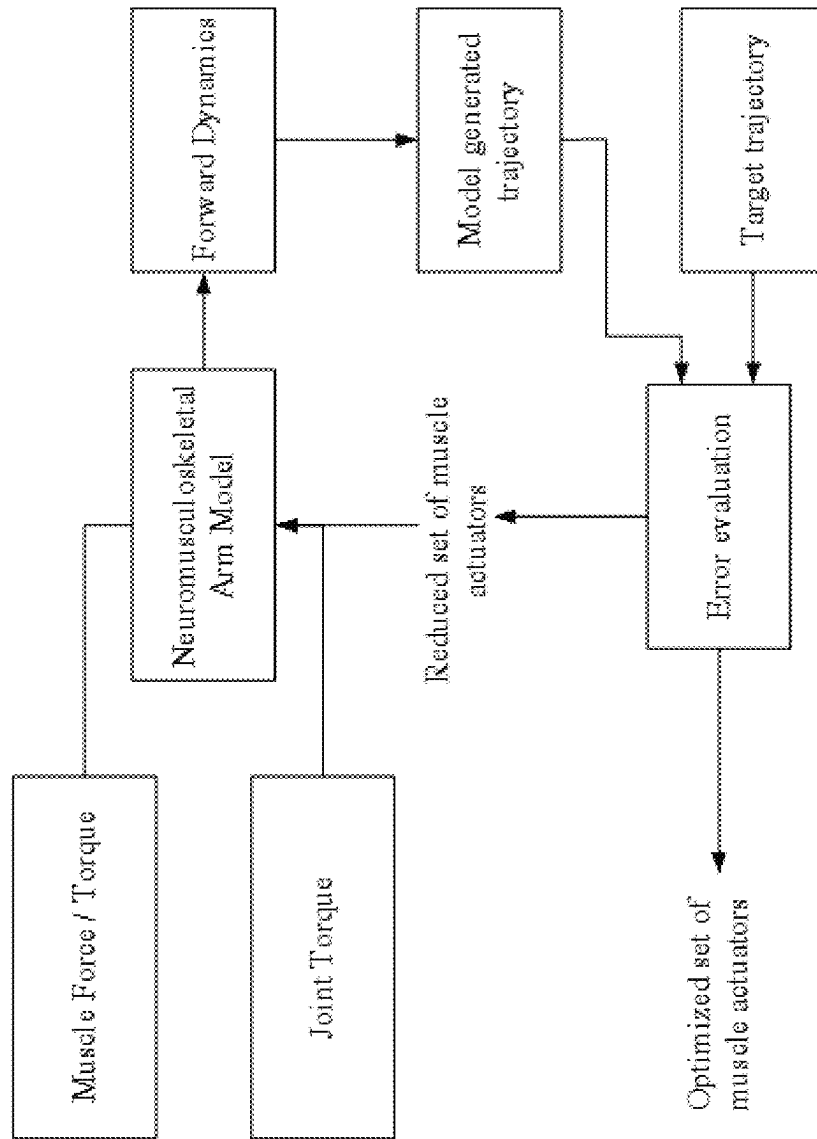 Muscle Force / Torque
Joint Torque
Optimized set of
muscle actuators
Neuromusculoskeletal
Arm Model
Reduced set of muscle
actuators
Error evaluation
Forward Dynamics
Model generated
trajectory
Target trajectory